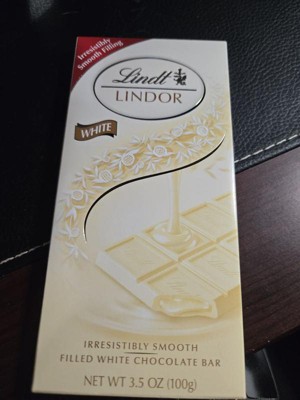 Irresistibly
Smooth Filling
Lindt
LINDOR
WHITE
IRRESISTIBLY SMOOTH
FILLED WHITE CHOCOLATE BAR
NET WT 3.5 OZ (100g)